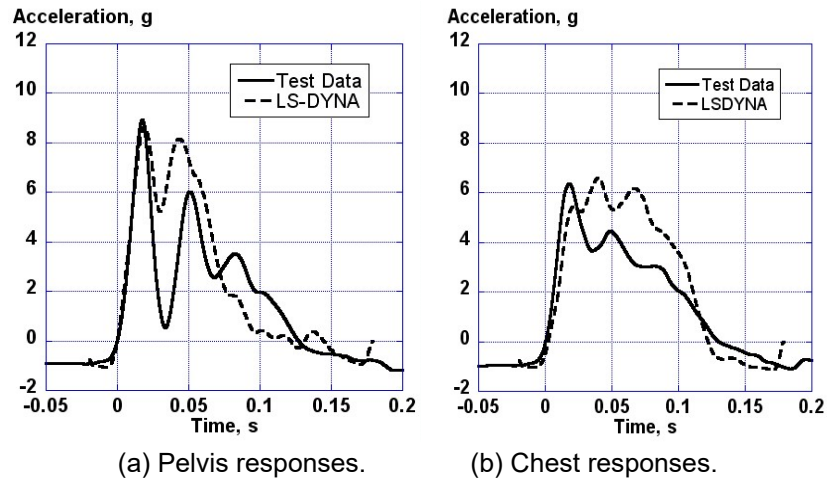 Acceleration, g
12
10
8
6
4
2
0
-2
-0.05 0 0.05 0.1 0.15 0.2
Time, s
Test Data
LS-DYNA
(a) Pelvis responses.
Acceleration, g
12
10
8
6
4
2
0
-2
-0.05 0 0.05 0.1 0.15 0.2
Time, s
Test Data
LSDYNA
(b) Chest responses.